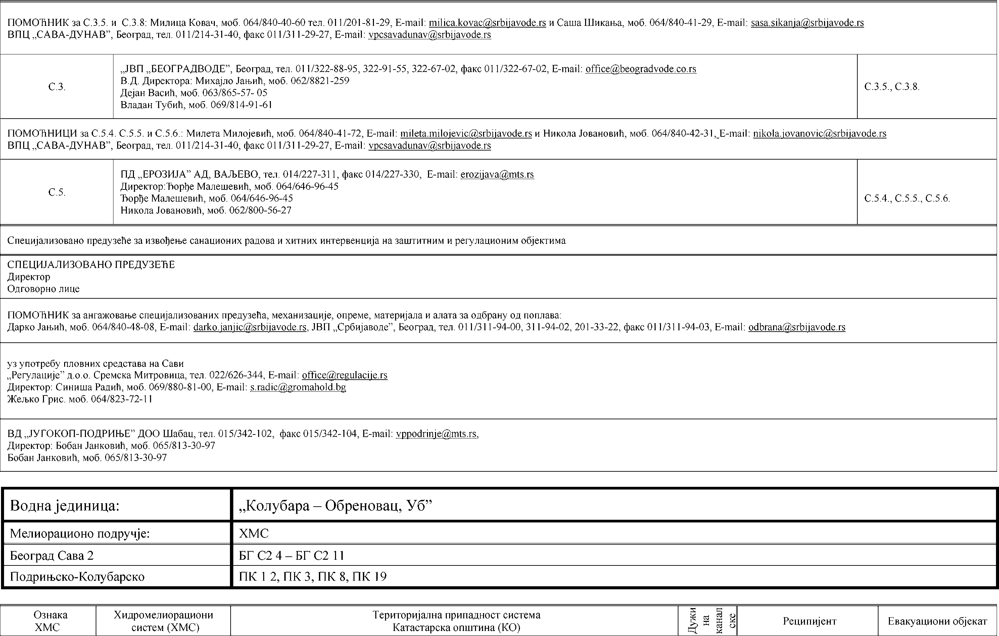 ПОМОЋНИК за С.3.5. и С.3.8: Милица Ковач, моб. 064/840-40-60 тел. 011/201-81-29, E-mail: milica.kovac@srbijavode.rs и Саша Шикања, моб. 064/840-41-29, E-mail: sasa.sikanja@srbijavode.rs
ВПЦ „САВА-ДУНАВ”, Београд, тел. 011/214-31-40, факс 011/311-29-27, E-mail: vpcsavadunav@srbijavode.rs
С.3.
„ЈВП „БЕОГРАДВОДЕ”, Београд, тел. 011/322-88-95, 322-91-55, 322-67-02, факс 011/322-67-02, E-mail: office@beogradvode.co.rs
В.Д. Директора: Михајло Јањић, моб. 062/8821-259
Дејан Васић, моб. 063/865-57- 05
Владан Тубић, моб. 069/814-91-61
С.3.5., С.3.8.
ПОМОЋНИЦИ за С.5.4. С.5.5. и С.5.6.: Милета Милојевић, моб. 064/840-41-72, E-mail: mileta.milojevic@srbijavode.rs и Никола Јовановић, моб. 064/840-42-31, E-mail: nikola.jovanovic@srbijavode.rs
ВПЦ „САВА-ДУНАВ”, Београд, тел. 011/214-31-40, факс 011/311-29-27, E-mail: vpcsavadunav@srbijavode.rs
С.5.
ПД „ЕРОЗИЈА” АД, ВАЉЕВО, тел. 014/227-311, факс 014/227-330, E-mail: erozijava@mts.rs
Директор:Ђорђе Малешевић, моб. 064/646-96-45
Ђорђе Малешевић, моб. 064/646-96-45
Никола Јовановић, моб. 062/800-56-27
С.5.4., С.5.5., С.5.6.
Специјализовано предузеће за извођење санационих радова и хитних интервенција на заштитним и регулационим објектима
СПЕЦИЈАЛИЗОВАНО ПРЕДУЗЕЋЕ
Директор
Одговорно лице
ПОМОЋНИК за ангажовање специјализованих предузећа, механизације, опреме, материјала и алата за одбрану од поплава:
Дарко Јањић, моб. 064/840-48-08, E-mail: darko.janjic@srbijavode.rs, ЈВП „Србијаводе”, Београд, тел. 011/311-94-00, 311-94-02, 201-33-22, факс 011/311-94-03, E-mail: odbrana@srbijavode.rs
уз употребу пловних средстава на Сави
„Регулације” д.о.о. Сремска Митровица, тел. 022/626-344, E-mail: office@regulacije.rs
Директор: Синиша Радић, моб. 069/880-81-00, E-mail: s.radic@gromahold.bg
Жељко Грис. моб. 064/823-72-11
ВД „ЈУГОКОП-ПОДРИЊЕ” ДОО Шабац, тел. 015/342-102, факс 015/342-104, E-mail: vppodrinje@mts.rs,
Директор: Бобан Јанковић, моб. 065/813-30-97
Бобан Јанковић, моб. 065/813-30-97
Водна јединица:
„Колубара – Обреновац, Уб”
Мелиорационо подручје:
ХМС
Београд Сава 2
БГ С2 4 – БГ С2 11
Подрињско-Колубарско
ПК 1 2, ПК 3, ПК 8, ПК 19
Ознака
ХМС
Хидромелиорациони
систем (ХМС)
Територијална припадност система
Катастарска општина (КО)
Дужи
на
канал
ске
Реципијент
Евакуациони објекат